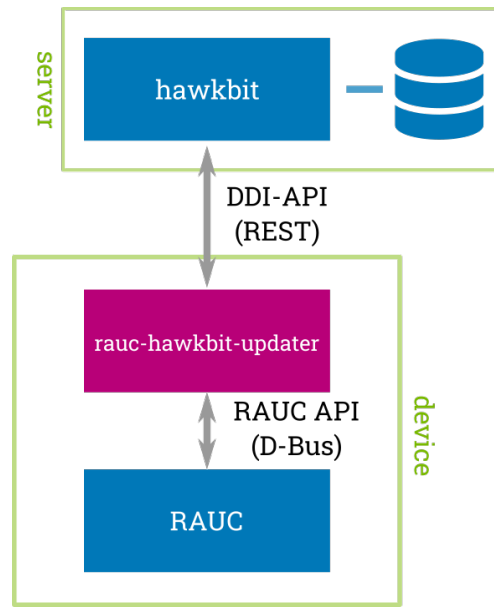 server
hawkbit
DDI-API
(REST)
rauc-hawkbit-updater
RAUC API
(D-Bus)
device
RAUC